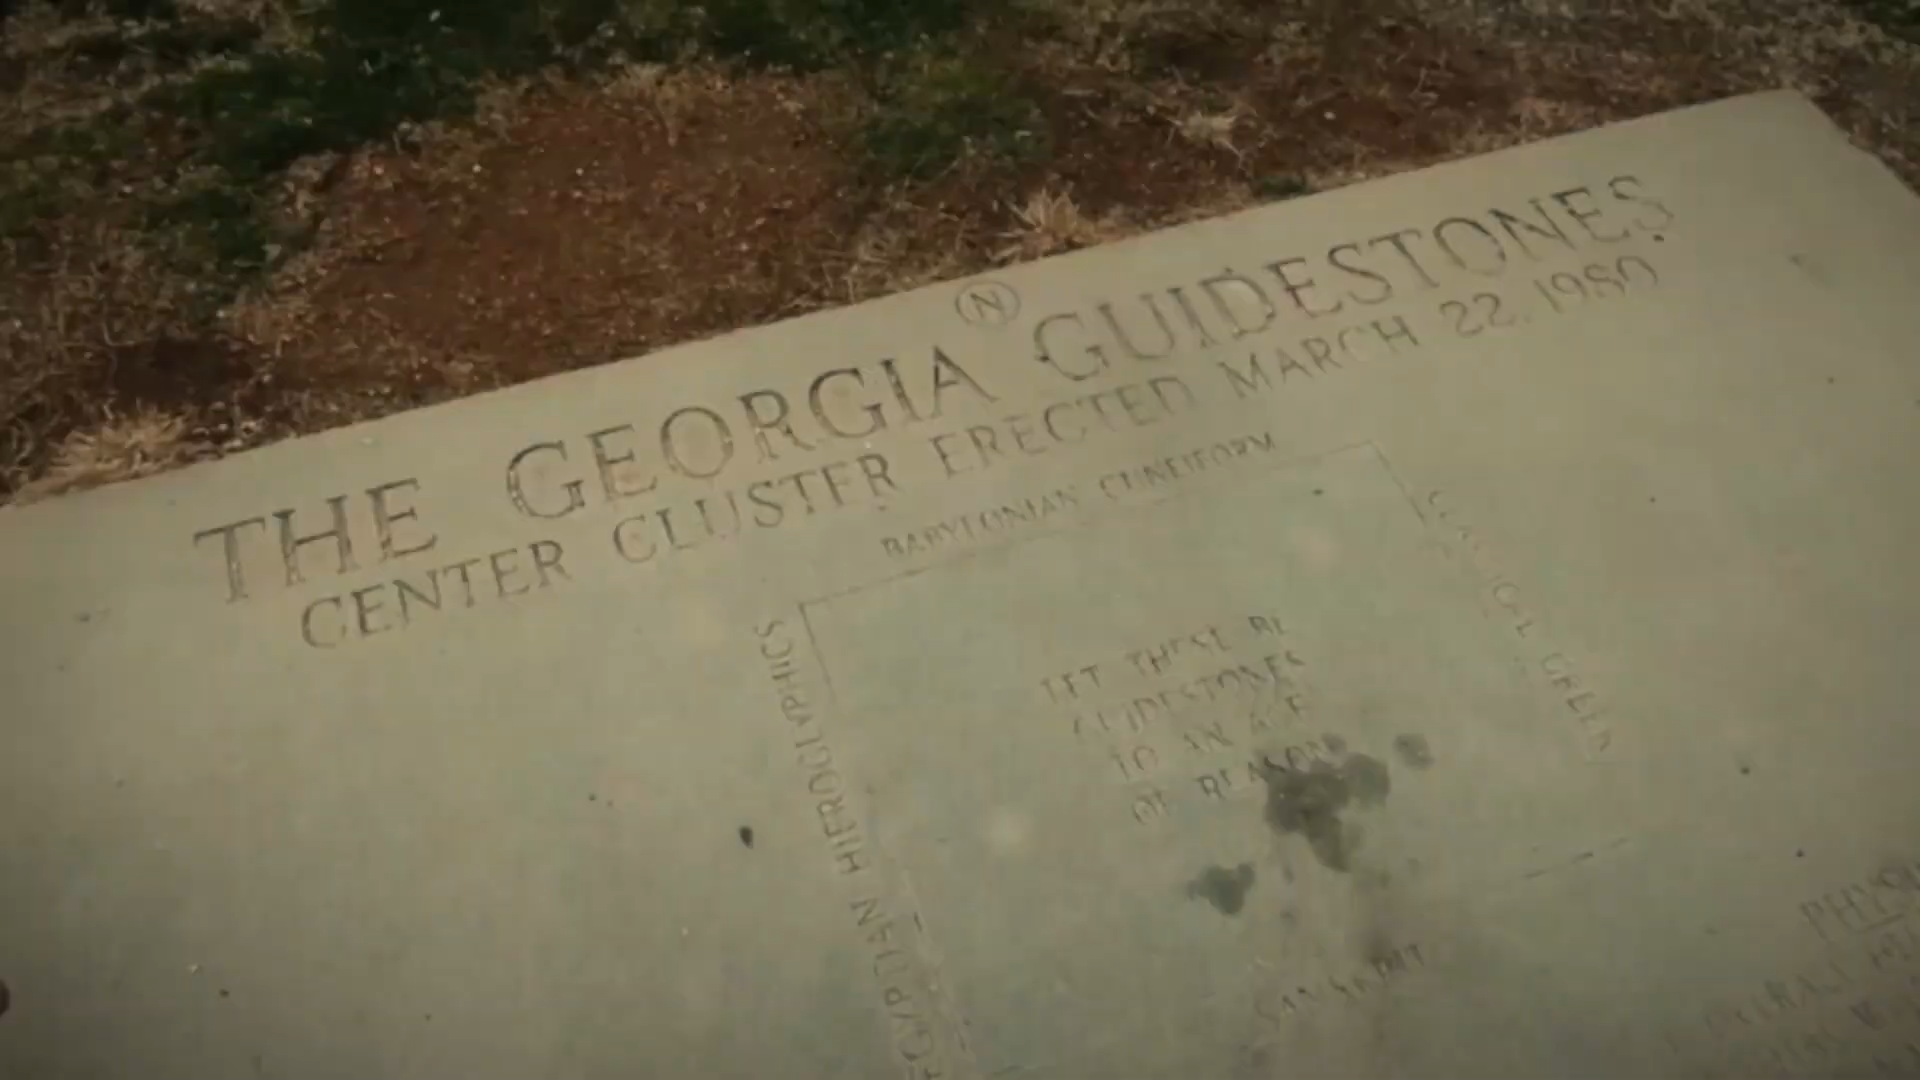 THE GEORGIA GUIDESTONES
N
CENTER CLUSTER ERECTED MARCH 22, 1980
BABYLONIAN CUNEIFORM
EGYPTIAN HIEROGLYPHICS
LET THESE BE
GUIDESTONES
TO AN AGE
OF REASON
CLASSICAL GREEK
SANSKRIT